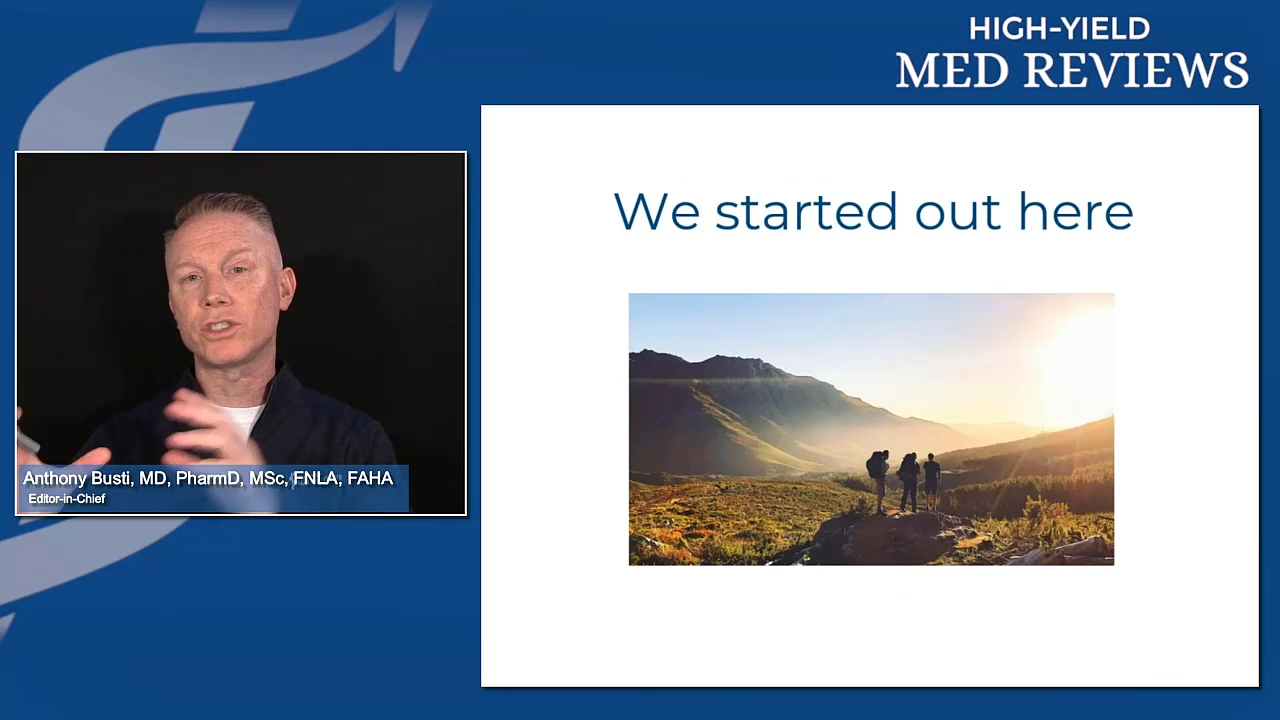 HIGH-YIELD
MED REVIEWS
We started out here
Anthony Busti, MD, PharmD, MSc, FNLA, FAHA
Editor-in-Chief